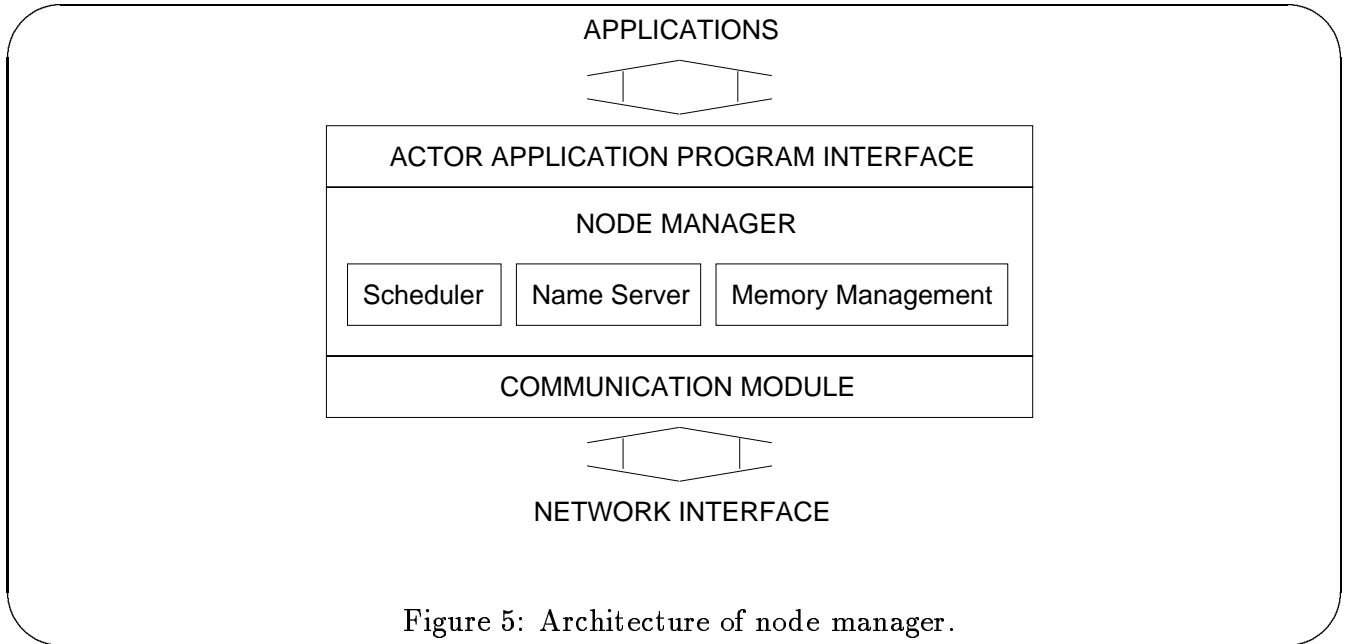 APPLICATIONS
ACTOR APPLICATION PROGRAM INTERFACE
NODE MANAGER
Scheduler
Name Server
Memory Management
COMMUNICATION MODULE
NETWORK INTERFACE
Figure 5: Architecture of node manager.